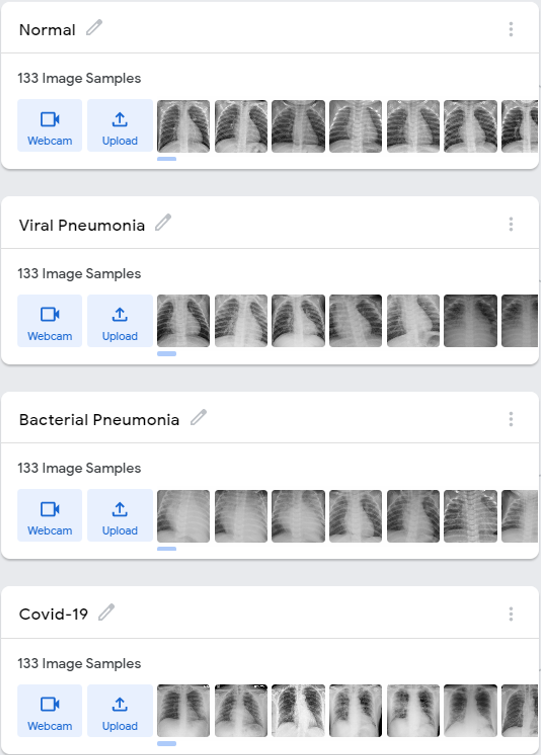 Normal
133 Image Samples
Webcam Upload
Viral Pneumonia
133 Image Samples
Webcam Upload
Bacterial Pneumonia
133 Image Samples
Webcam Upload
Covid-19
133 Image Samples
Webcam Upload